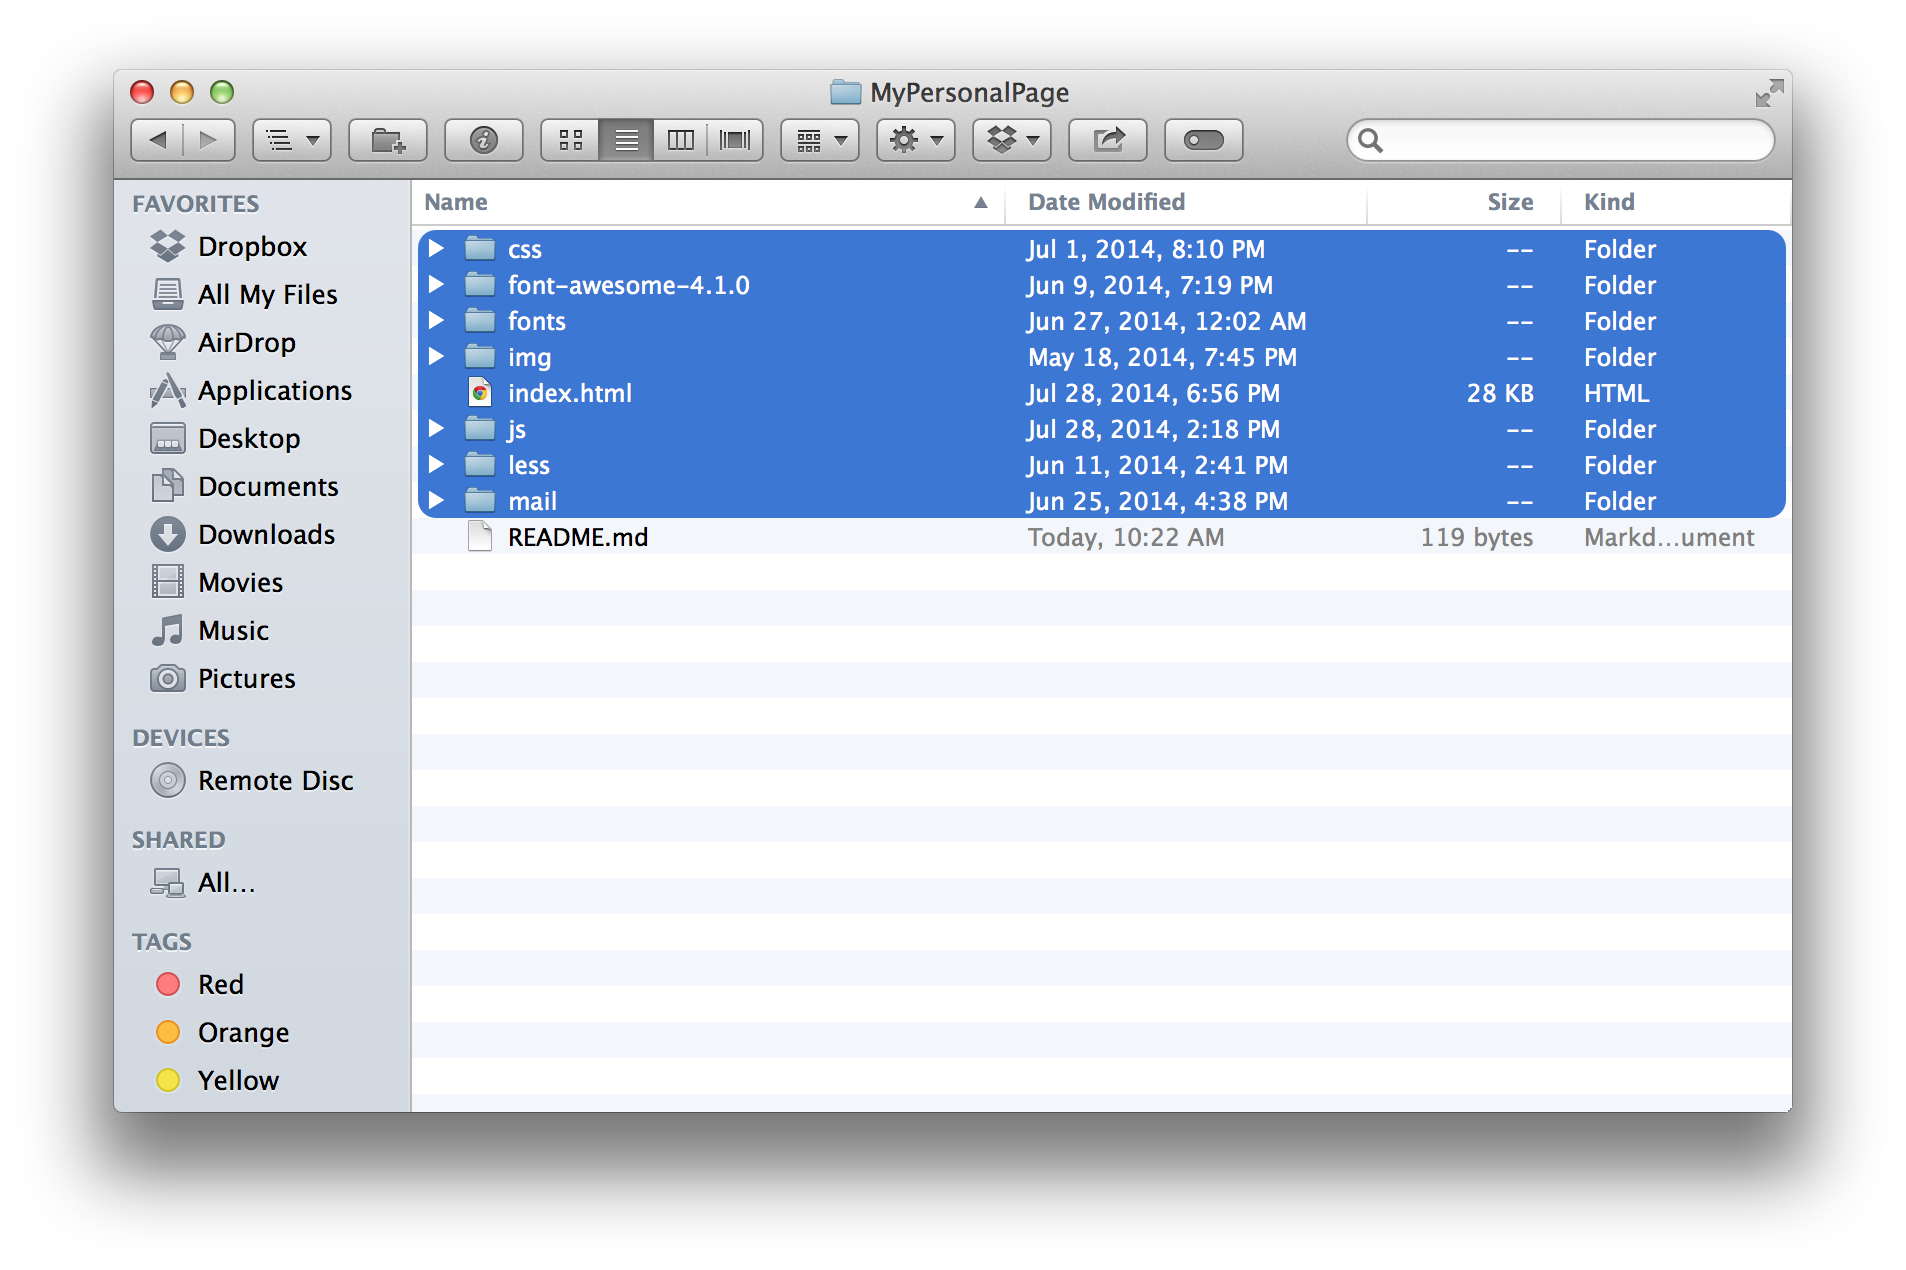 MyPersonalPage
FAVORITES
Dropbox
All My Files
AirDrop
Applications
Desktop
Documents
Downloads
Movies
Music
Pictures
DEVICES
Remote Disc
SHARED
All...
TAGS
Red
Orange
Yellow
Name Date Modified Size Kind
css Jul 1, 2014, 8:10 PM -- Folder
font-awesome-4.1.0 Jun 9, 2014, 7:19 PM -- Folder
fonts Jun 27, 2014, 12:02 AM -- Folder
img May 18, 2014, 7:45 PM -- Folder
index.html Jul 28, 2014, 6:56 PM 28 KB HTML
js Jul 28, 2014, 2:18 PM -- Folder
less Jun 11, 2014, 2:41 PM -- Folder
mail Jun 25, 2014, 4:38 PM -- Folder
README.md Today, 10:22 AM 119 bytes Markd...ument